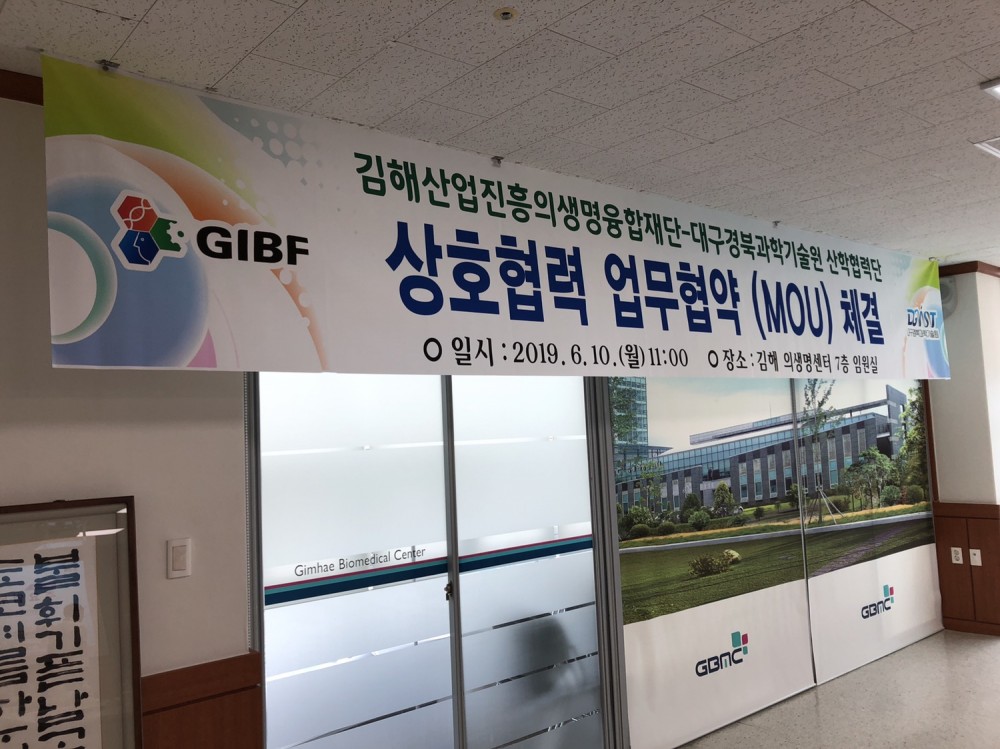 김해산업진흥의생명융합재단-대구경북과학기술원 산학협력단
GIBF
상호협력 업무협약 (MOU) 체결
DGIST
일시 : 2019. 6. 10.(월) 11:00
장소 : 김해 의생명센터 7층 임원실
Gimhae Biomedical Center
GBMC
GBMC